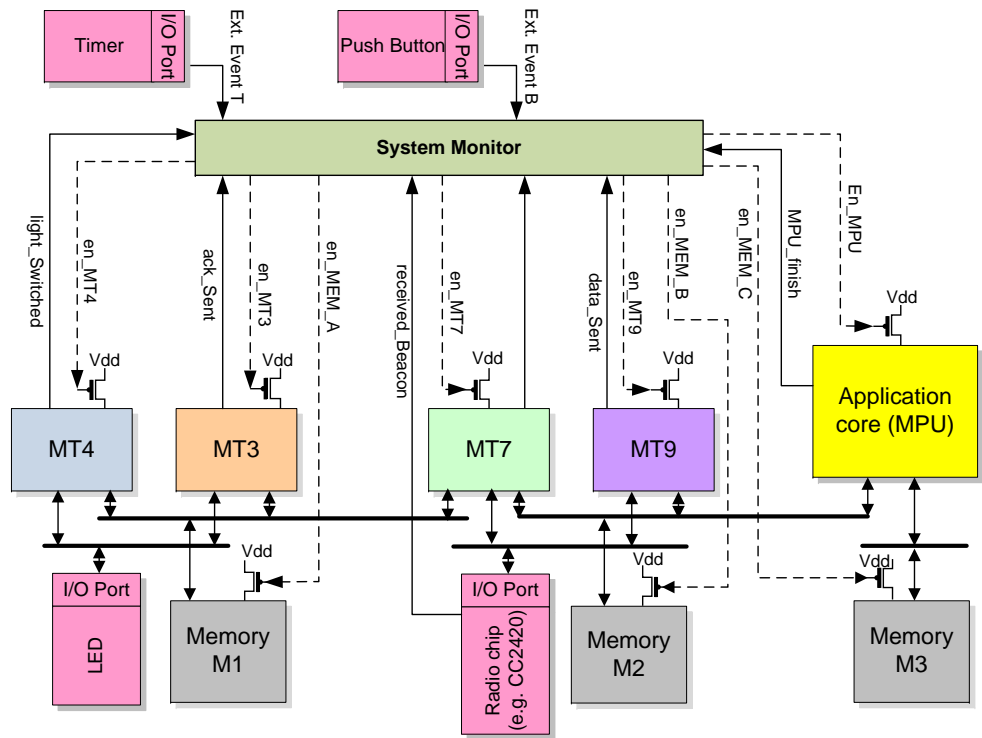 Timer
I/O Port
Ext. Event T
Push Button
I/O Port
Ext. Event B
System Monitor
light_Switched
en_MT4
ack_Sent
en_MT3
en_MEM_A
received_Beacon
en_MT7
data_Sent
en_MT9
en_MEM_B
en_MEM_C
MPU_finish
En_MPU
Vdd
Vdd
Vdd
Vdd
Vdd
MT4
MT3
MT7
MT9
Application
core (MPU)
Vdd
Vdd
Vdd
I/O Port
LED
Memory
M1
I/O Port
Radio chip
(e.g. CC2420)
Memory
M2
Memory
M3